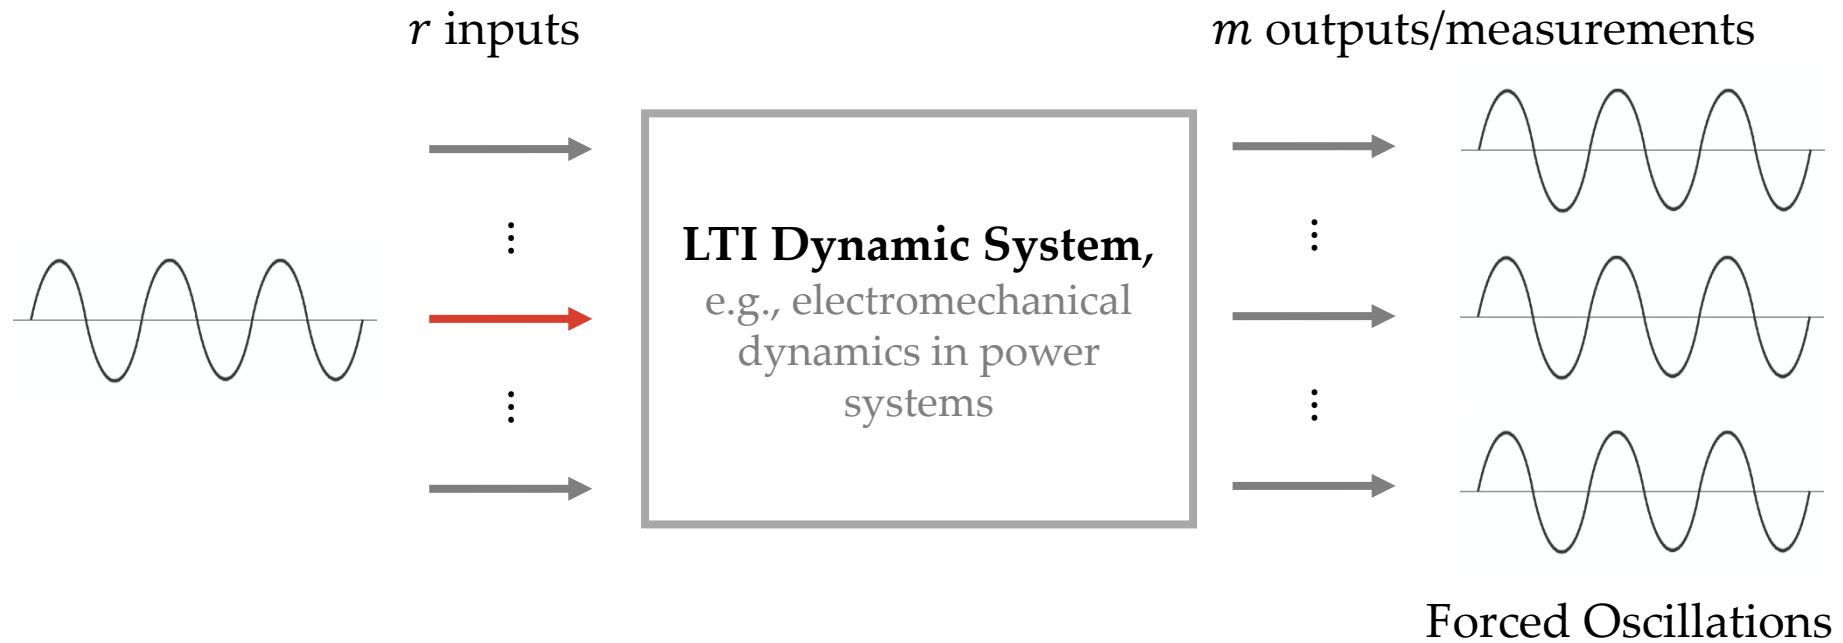 r inputs
m outputs/measurements
LTI Dynamic System,
e.g., electromechanical
dynamics in power
systems
Forced Oscillations